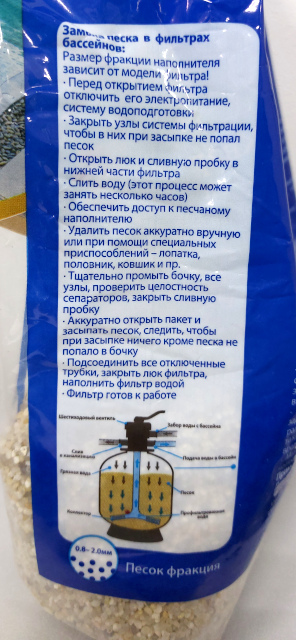 Замена песка в фильтрах
бассейнов:
Размер фракции наполнителя
зависит от модели фильтра!
· Перед открытием фильтра
отключить его электропитание,
систему водоподготовки
· Закрыть узлы системы фильтрации,
чтобы в них при засыпке не попал
песок
· Открыть люк и сливную пробку в
нижней части фильтра
· Слить воду (этот процесс может
занять несколько часов)
· Обеспечить доступ к песчаному
наполнителю
· Удалить песок аккуратно вручную
или при помощи специальных
приспособлений – лопатка,
половник, ковшик и пр.
· Тщательно промыть бочку, все
узлы, проверить целостность
сепараторов, закрыть сливную
пробку
· Аккуратно открыть пакет и
засыпать песок, следить, чтобы
при засыпке ничего кроме песка не
попало в бочку
· Подсоединить все отключенные
трубки, закрыть люк фильтра,
наполнить фильтр водой
· Фильтр готов к работе
Шестиходовый вентиль
Забор воды с бассейна
Слив
в канализацию
Подача воды в бассейн
Грязная вода
Песок
Коллектор
0.8– 2.0мм
Песок фракция